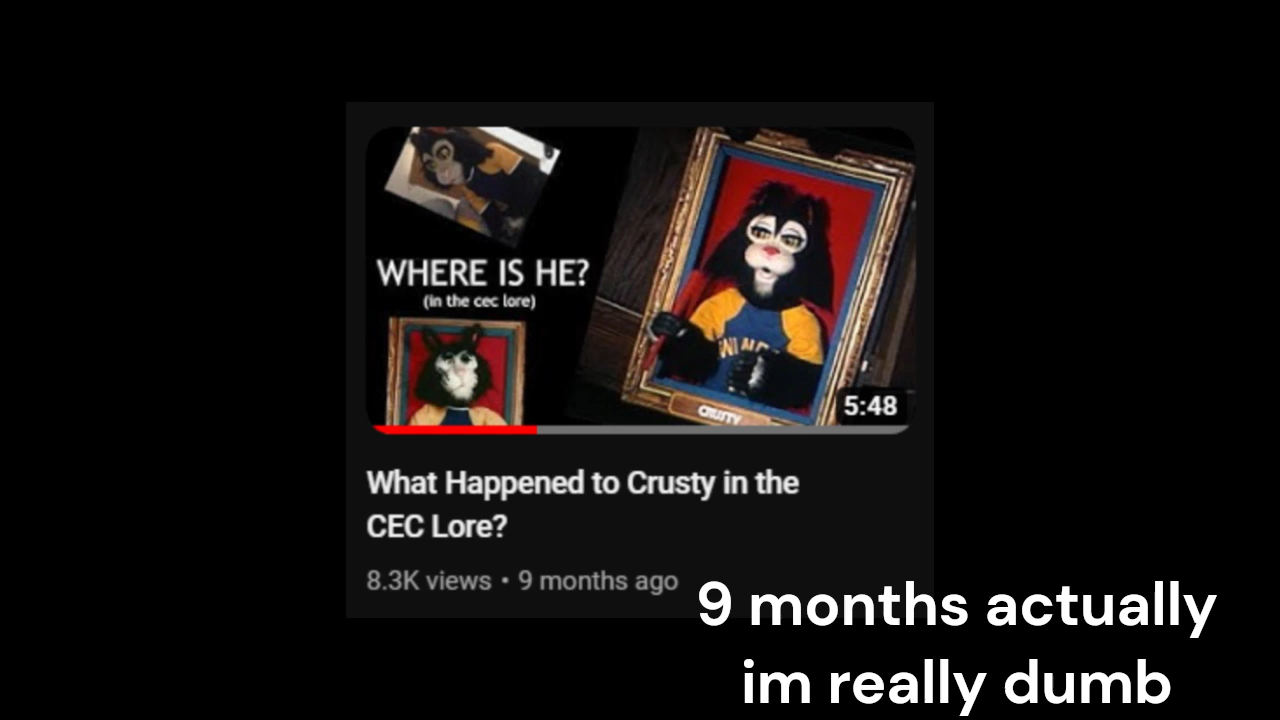 WHERE IS HE?
(in the cec lore)
CRUSTY
5:48
What Happened to Crusty in the
CEC Lore?
8.3K views • 9 months ago
9 months actually
im really dumb